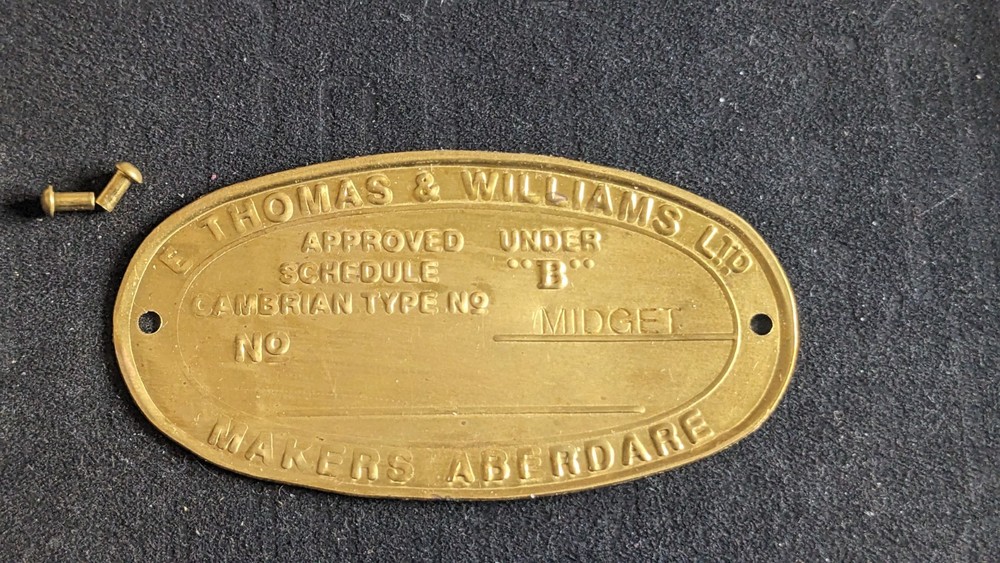 E THOMAS & WILLIAMS LTD
APPROVED UNDER
SCHEDULE "B"
CAMBRIAN TYPE No
MIDGET
No
MAKERS ABERDARE